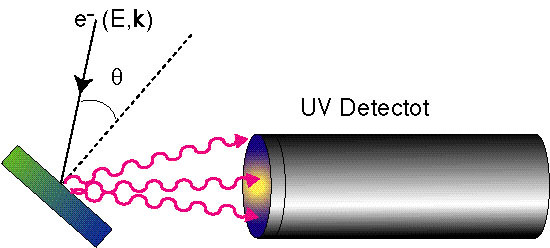 e⁻ (E,k)
θ
UV Detectot